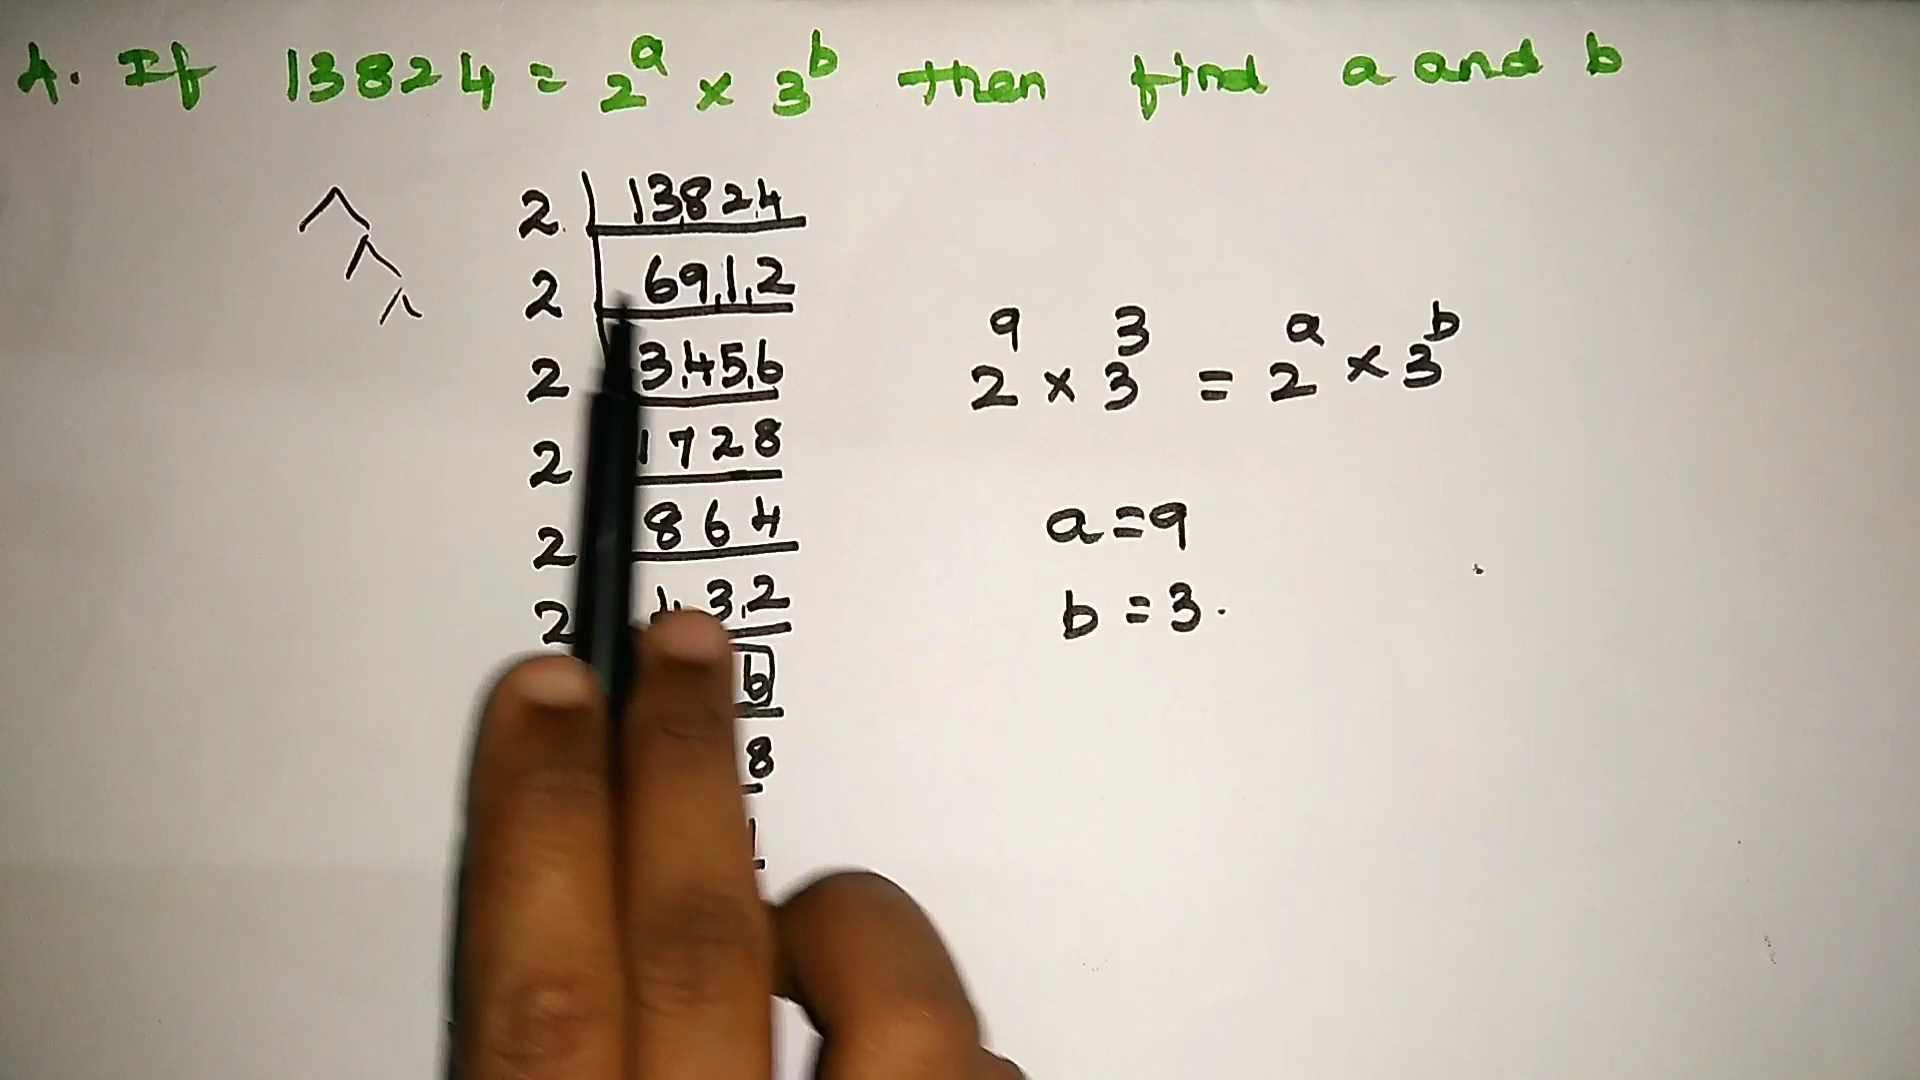 4. If 13824 = 2^a × 3^b then find a and b
2 | 13824
2 | 6912
2 | 3456
2 | 1728
2 864
2 432
6
8
9 3 a b
2 × 3 = 2 × 3
a = 9
b = 3.